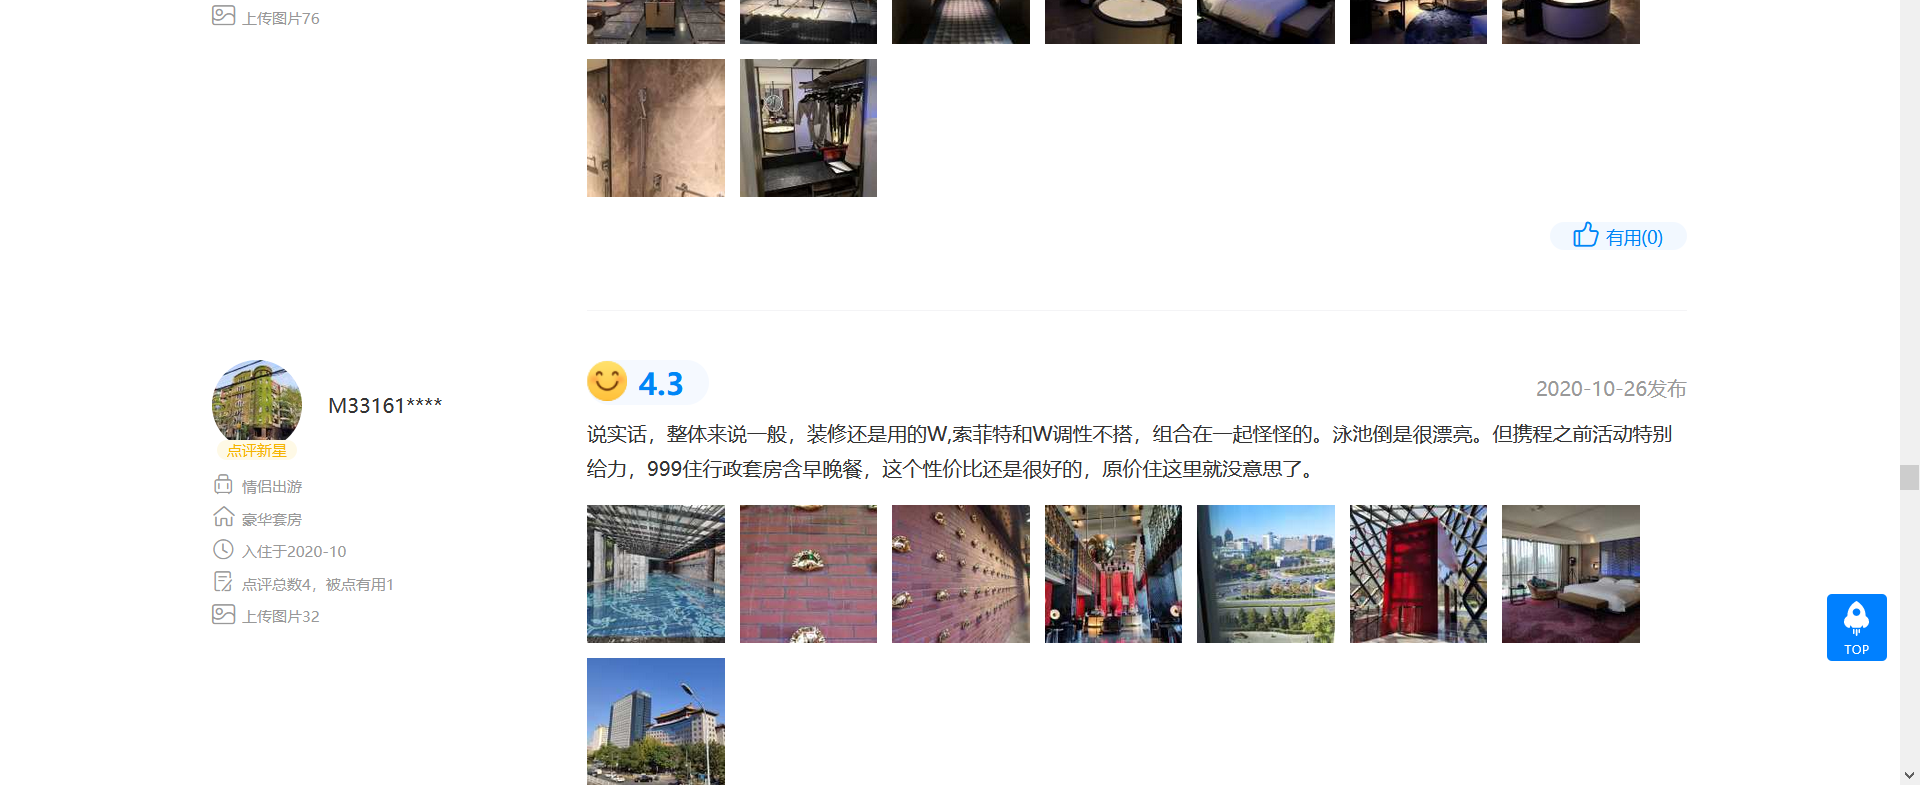 上传图片76
有用(0)
M33161****
点评新星
情侣出游
豪华套房
入住于2020-10
点评总数4，被点有用1
上传图片32
4.3
2020-10-26发布
说实话，整体来说一般，装修还是用的W,索菲特和W调性不搭，组合在一起怪怪的。泳池倒是很漂亮。但携程之前活动特别
给力，999住行政套房含早晚餐，这个性价比还是很好的，原价住这里就没意思了。
TOP